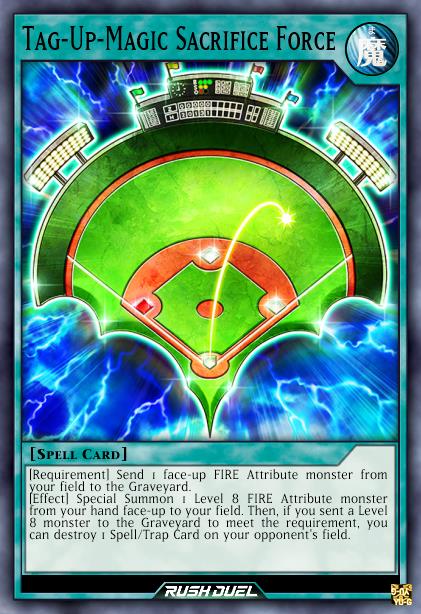 Tag-Up-Magic Sacrifice Force
ま
魔
[Spell Card]
[Requirement] Send 1 face-up FIRE Attribute monster from
your field to the Graveyard.
[Effect] Special Summon 1 Level 8 FIRE Attribute monster
from your hand face-up to your field. Then, if you sent a Level
8 monster to the Graveyard to meet the requirement, you
can destroy 1 Spell/Trap Card on your opponent's field.
RUSH DUEL